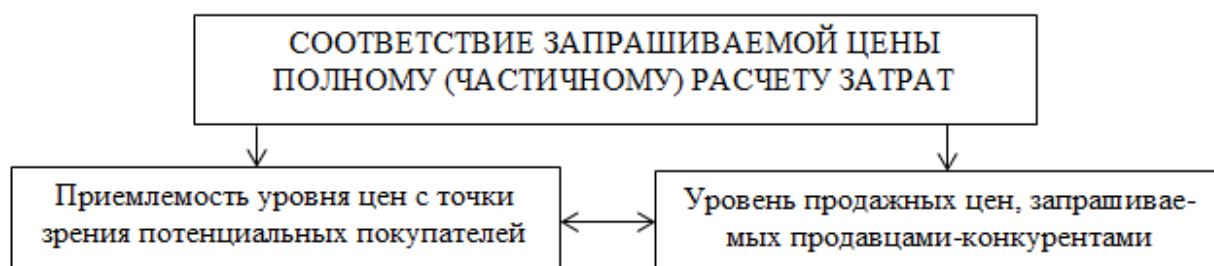 СООТВЕТСТВИЕ ЗАПРАШИВАЕМОЙ ЦЕНЫ
ПОЛНОМУ (ЧАСТИЧНОМУ) РАСЧЕТУ ЗАТРАТ
Приемлемость уровня цен с точки
зрения потенциальных покупателей
Уровень продажных цен, запрашивае-
мых продавцами-конкурентами